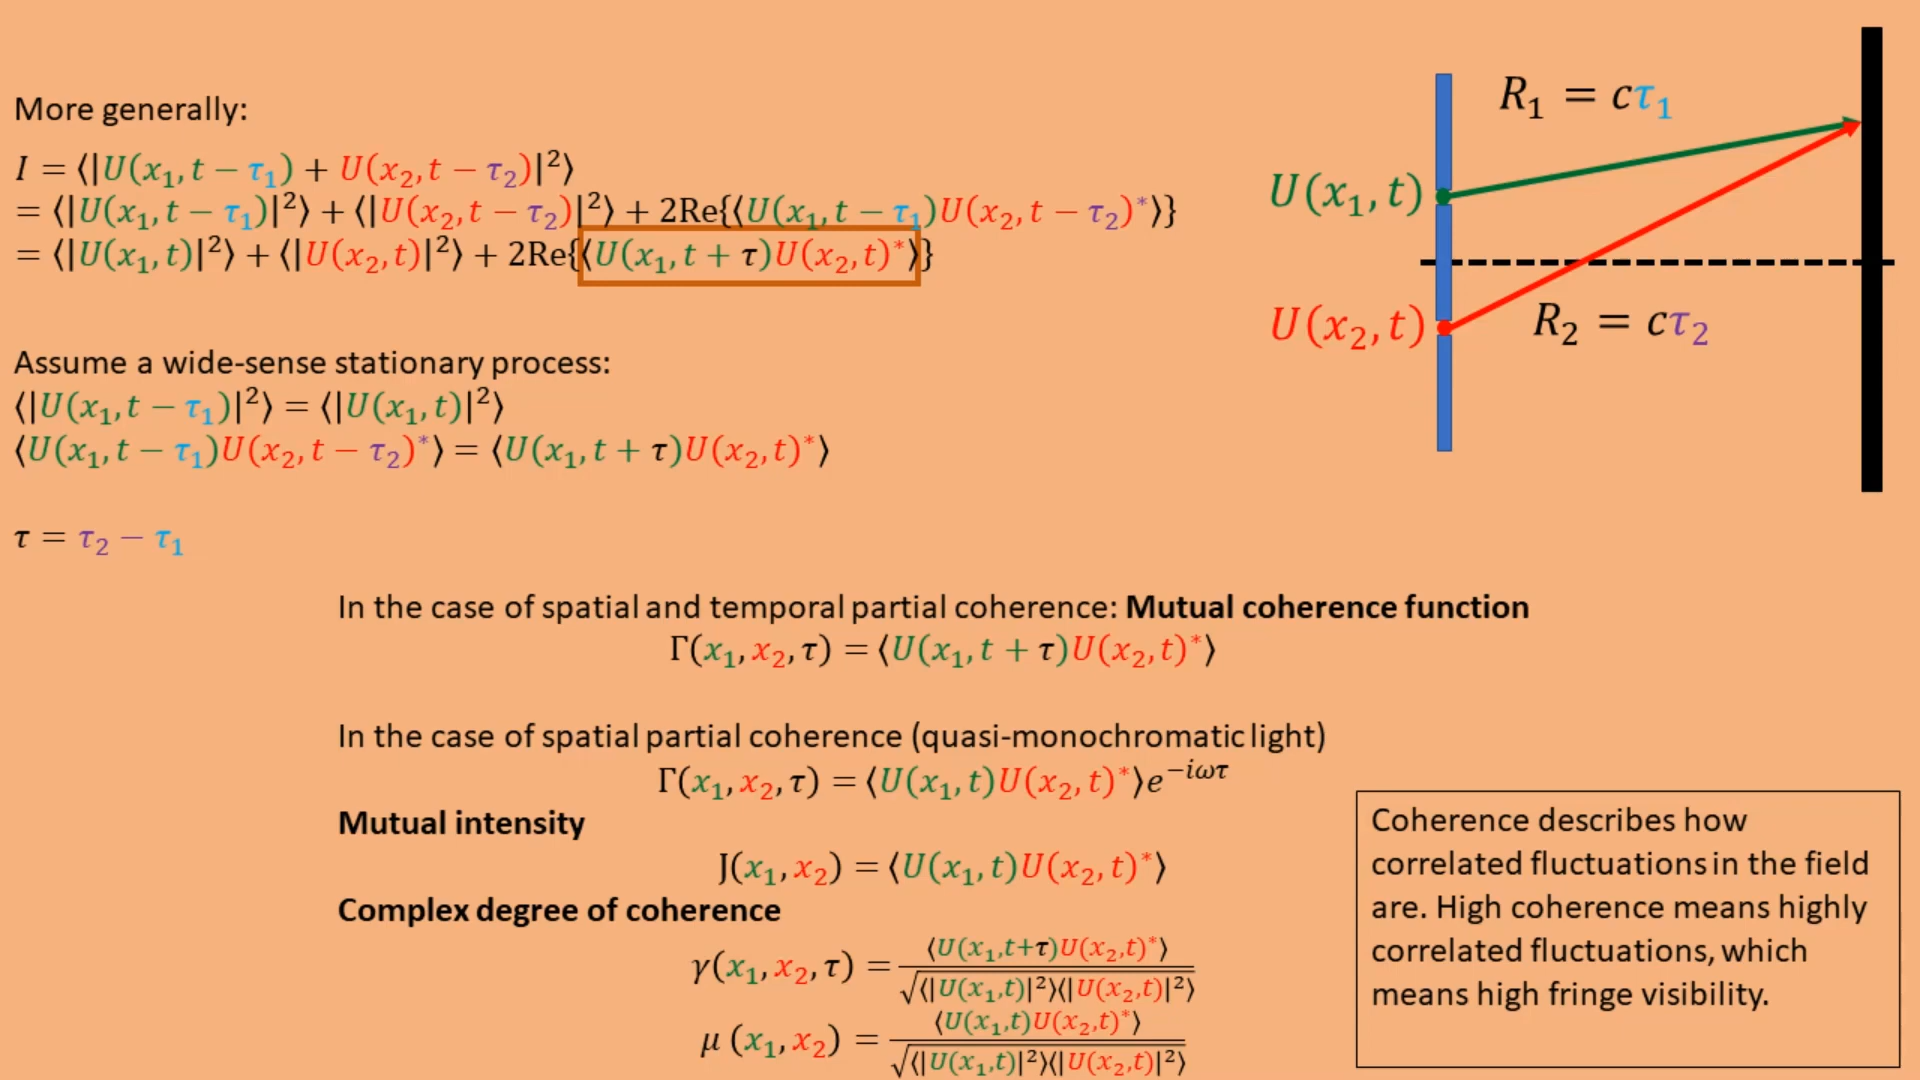 More generally:
I = ⟨|U(x₁, t − τ₁) + U(x₂, t − τ₂)|²⟩
= ⟨|U(x₁, t − τ₁)|²⟩ + ⟨|U(x₂, t − τ₂)|²⟩ + 2Re{⟨U(x₁, t − τ₁)U(x₂, t − τ₂)*⟩}
= ⟨|U(x₁, t)|²⟩ + ⟨|U(x₂, t)|²⟩ + 2Re{⟨U(x₁, t + τ)U(x₂, t)*⟩}
Assume a wide-sense stationary process:
⟨|U(x₁, t − τ₁)|²⟩ = ⟨|U(x₁, t)|²⟩
⟨U(x₁, t − τ₁)U(x₂, t − τ₂)*⟩ = ⟨U(x₁, t + τ)U(x₂, t)*⟩
τ = τ₂ − τ₁
R₁ = cτ₁
U(x₁, t)
U(x₂, t)
R₂ = cτ₂
In the case of spatial and temporal partial coherence: Mutual coherence function
Γ(x₁, x₂, τ) = ⟨U(x₁, t + τ)U(x₂, t)*⟩
In the case of spatial partial coherence (quasi-monochromatic light)
Γ(x₁, x₂, τ) = ⟨U(x₁, t)U(x₂, t)*⟩e^{−iωτ}
Mutual intensity
J(x₁, x₂) = ⟨U(x₁, t)U(x₂, t)*⟩
Complex degree of coherence
γ(x₁, x₂, τ) = ⟨U(x₁,t+τ)U(x₂,t)*⟩ / √⟨|U(x₁,t)|²⟩⟨|U(x₂,t)|²⟩
μ (x₁, x₂) = ⟨U(x₁,t)U(x₂,t)*⟩ / √⟨|U(x₁,t)|²⟩⟨|U(x₂,t)|²⟩
Coherence describes how
correlated fluctuations in the field
are. High coherence means highly
correlated fluctuations, which
means high fringe visibility.